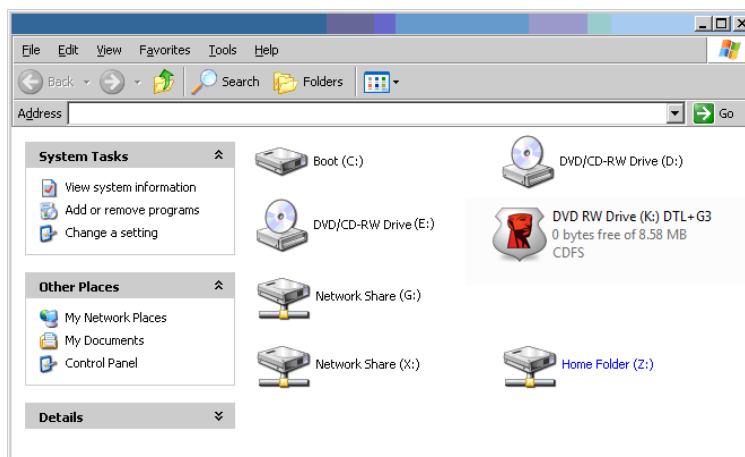 File Edit View Favorites Tools Help
Back Search Folders
Address Go
System Tasks
View system information
Add or remove programs
Change a setting
Other Places
My Network Places
My Documents
Control Panel
Details
Boot (C:)
DVD/CD-RW Drive (D:)
DVD/CD-RW Drive (E:)
DVD RW Drive (K:) DTL+G3
0 bytes free of 8.58 MB
CDFS
Network Share (G:)
Network Share (X:)
Home Folder (Z:)